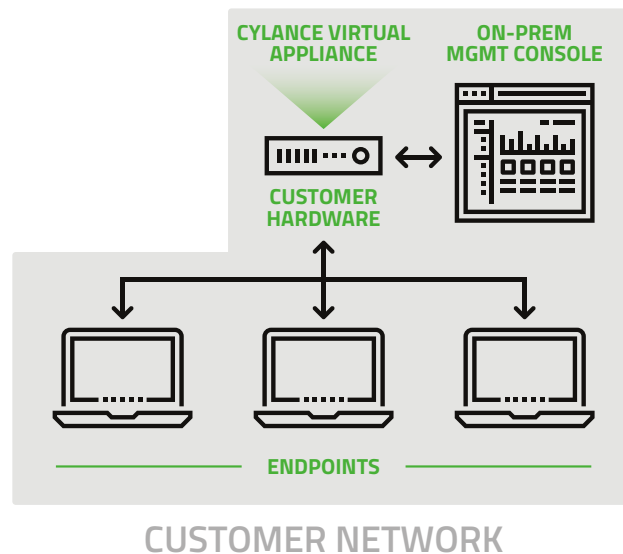 CYLANCE VIRTUAL
APPLIANCE
ON-PREM
MGMT CONSOLE
CUSTOMER
HARDWARE
ENDPOINTS
CUSTOMER NETWORK